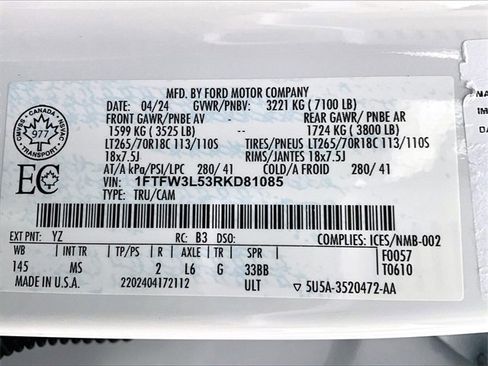 MFD. BY FORD MOTOR COMPANY
DATE: 04/24 GVWR/PNBV: 3221 KG ( 7100 LB)
FRONT GAWR/PNBE AV - -- REAR GAWR/ PNBE AR
1599 KG ( 3525 LB) -- 1724 KG ( 3800 LB)
LT265/70R18C 113/110S TIRES/PNEUS LT265/70R18C 113/110S
18x7.5J RIMS/JANTES 18x7.5J
AT/A kPa/PSI/LPC 280/ 41 COLD/A FROID 280/ 41
VIN: 1FTFW3L53RKD81085
TYPE: TRU/CAM
CANADA
977
TRANSPORT
EC
EXT PNT: YZ RC: B3 DSO: COMPLIES: ICES/NMB-002
WB INT TR TP/PS R AXLE TR SPR F0057
145 MS 2 L6 G 33BB T0610
MADE IN U.S.A. 2202404172112 ULT ▽ 5U5A-3520472-AA
MA
IM